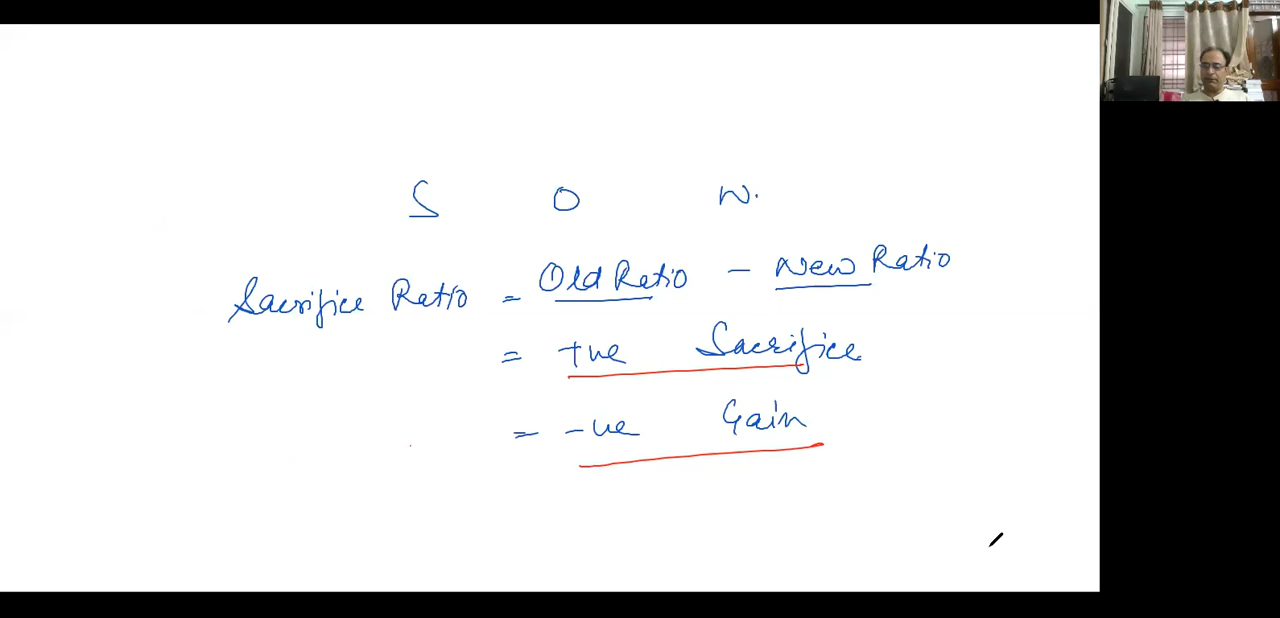 S O N.
Sacrifice Ratio = Old Ratio - New Ratio
= +ve Sacrifice
= -ve Gain